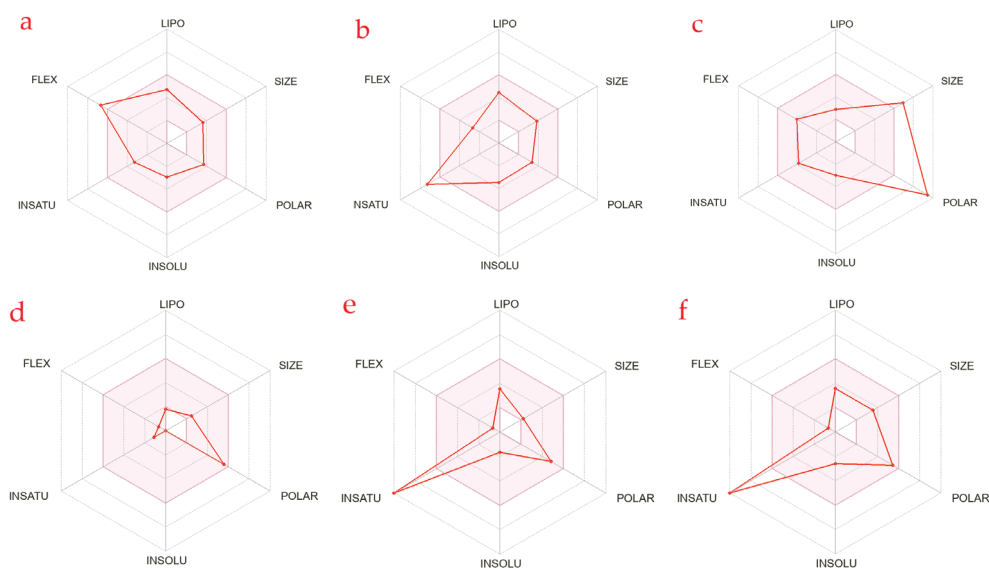 a
LIPO
FLEX
SIZE
INSATU
POLAR
INSOLU
b
LIPO
FLEX
SIZE
NSATU
POLAR
INSOLU
c
LIPO
FLEX
SIZE
INSATU
POLAR
INSOLU
d
LIPO
FLEX
SIZE
INSATU
POLAR
INSOLU
e
LIPO
FLEX
SIZE
INSATU
POLAR
INSOLU
f
LIPO
FLEX
SIZE
INSATU
POLAR
INSOLU